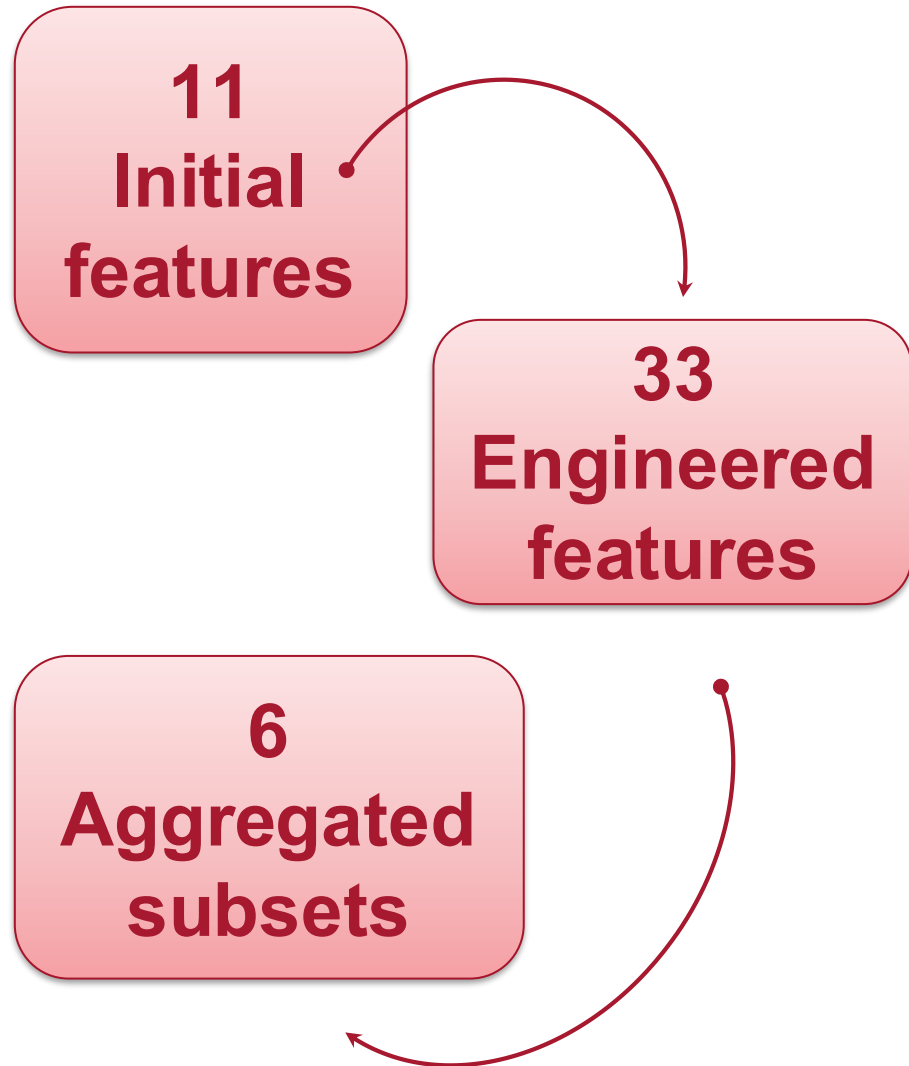 11
Initial
features
33
Engineered
features
6
Aggregated
subsets